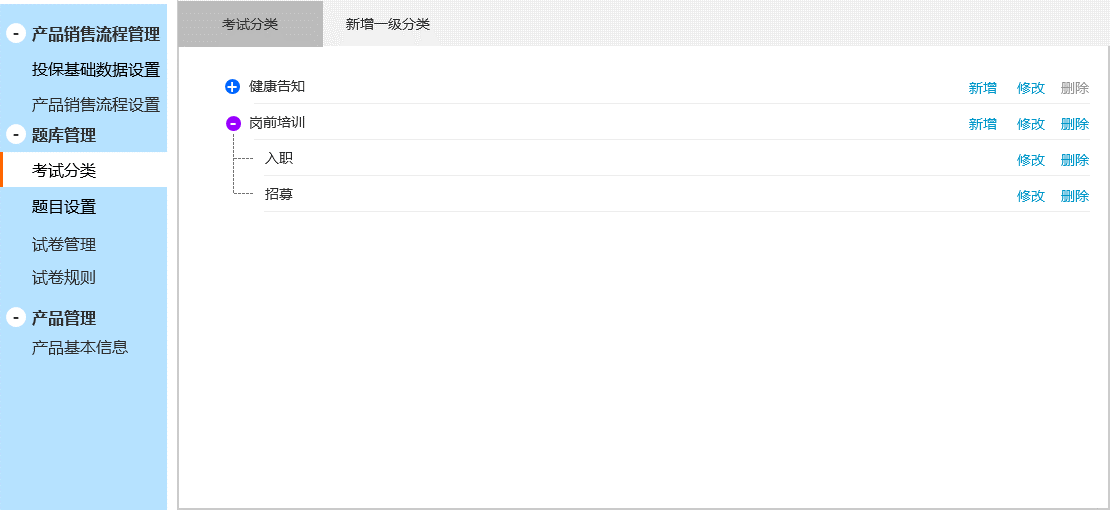 - 产品销售流程管理
投保基础数据设置
产品销售流程设置
- 题库管理
考试分类
题目设置
试卷管理
试卷规则
- 产品管理
产品基本信息
考试分类 新增一级分类
健康告知 新增 修改 删除
岗前培训 新增 修改 删除
入职 修改 删除
招募 修改 删除